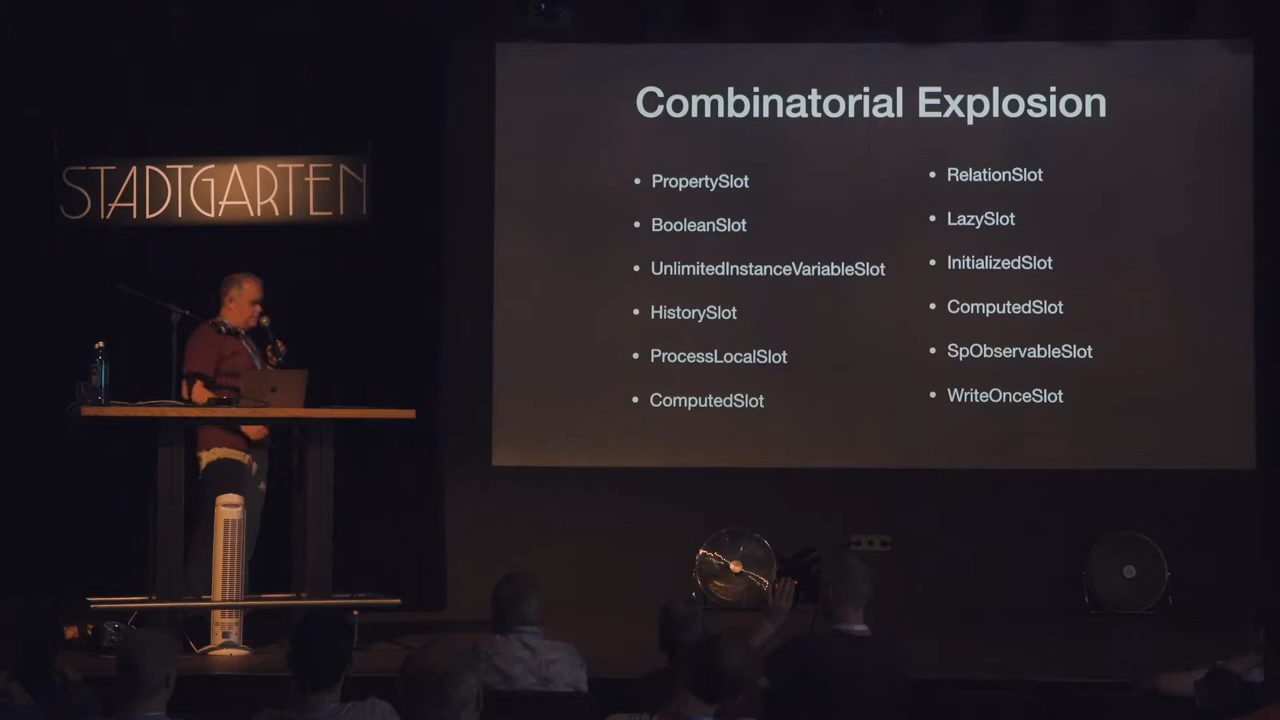 STADTGARTEN
Combinatorial Explosion
• PropertySlot
• BooleanSlot
• UnlimitedInstanceVariableSlot
• HistorySlot
• ProcessLocalSlot
• ComputedSlot
• RelationSlot
• LazySlot
• InitializedSlot
• ComputedSlot
• SpObservableSlot
• WriteOnceSlot